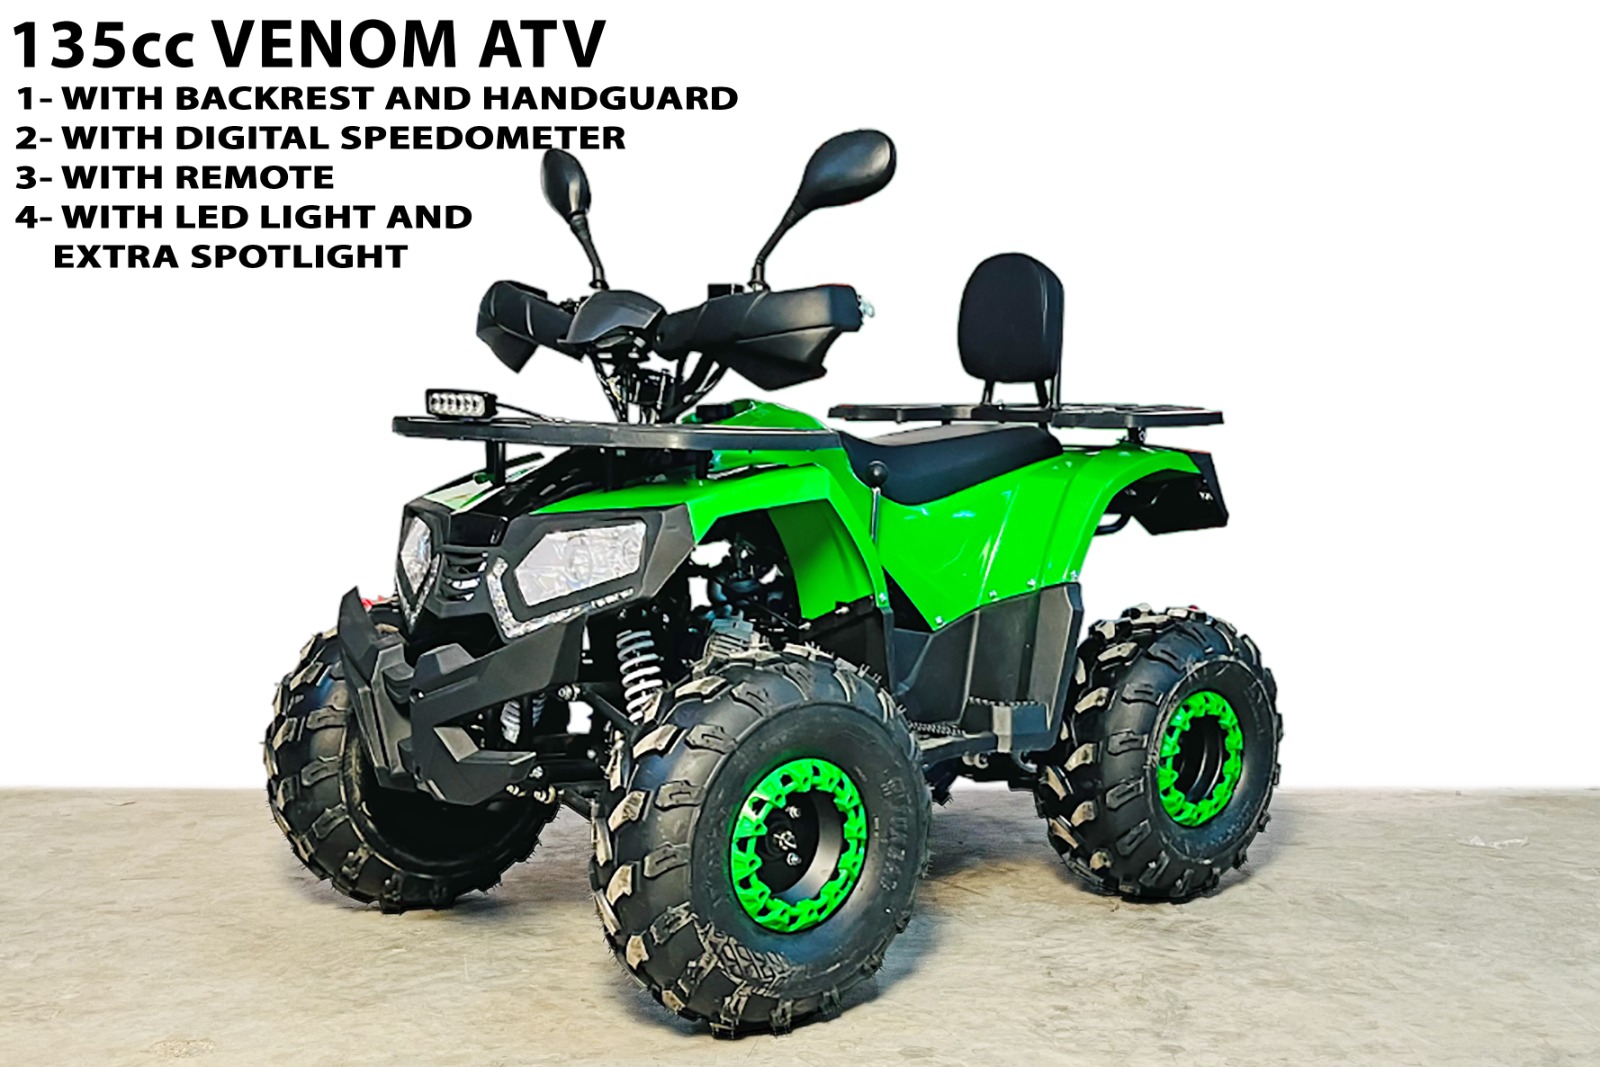 135cc VENOM ATV
1- WITH BACKREST AND HANDGUARD
2- WITH DIGITAL SPEEDOMETER
3- WITH REMOTE
4- WITH LED LIGHT AND
EXTRA SPOTLIGHT